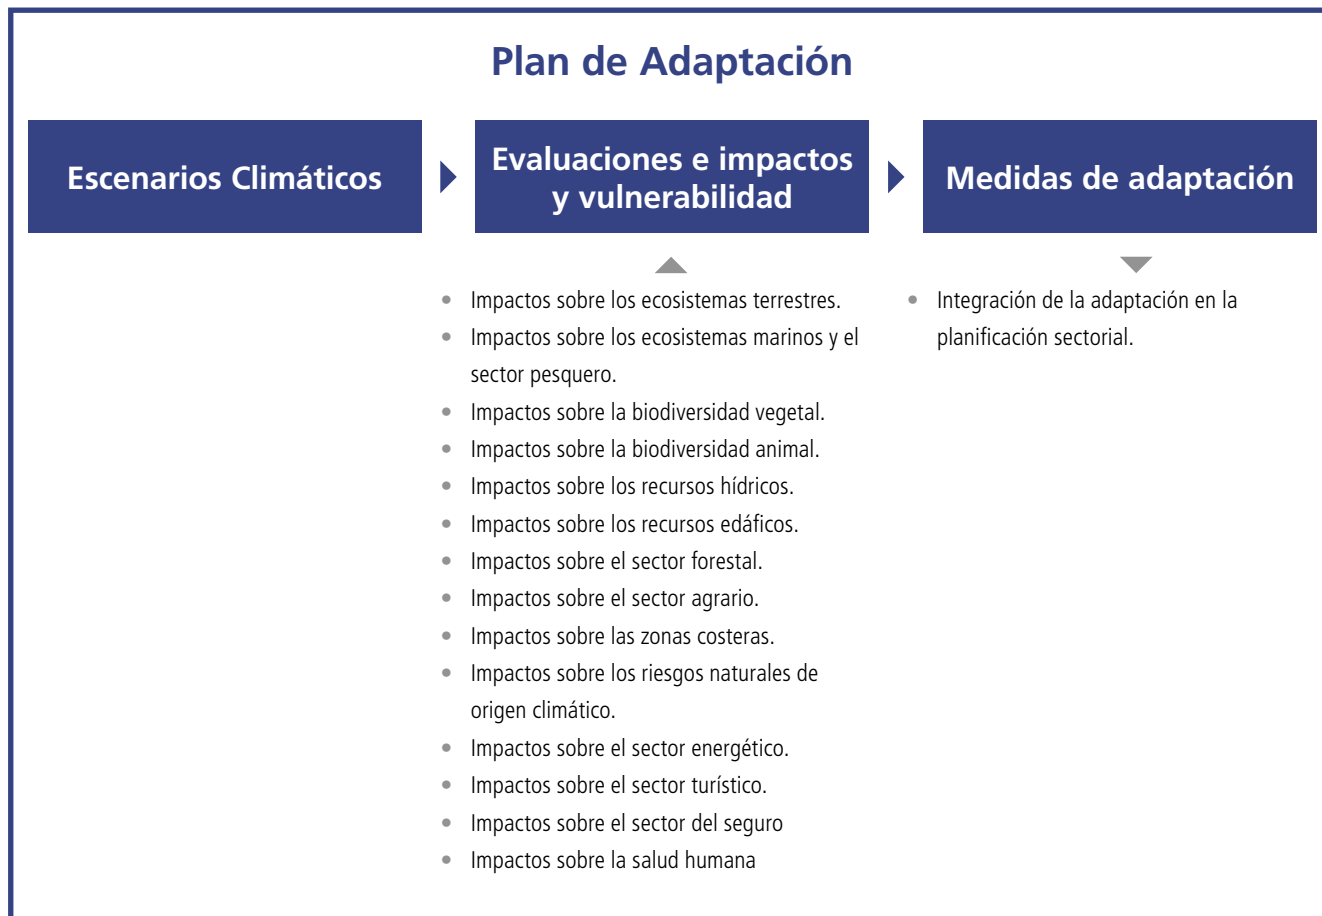 Plan de Adaptación
Escenarios Climáticos
Evaluaciones e impactos
y vulnerabilidad
Medidas de adaptación
• Impactos sobre los ecosistemas terrestres.
• Impactos sobre los ecosistemas marinos y el
sector pesquero.
• Impactos sobre la biodiversidad vegetal.
• Impactos sobre la biodiversidad animal.
• Impactos sobre los recursos hídricos.
• Impactos sobre los recursos edáficos.
• Impactos sobre el sector forestal.
• Impactos sobre el sector agrario.
• Impactos sobre las zonas costeras.
• Impactos sobre los riesgos naturales de
origen climático.
• Impactos sobre el sector energético.
• Impactos sobre el sector turístico.
• Impactos sobre el sector del seguro
• Impactos sobre la salud humana
• Integración de la adaptación en la
planificación sectorial.